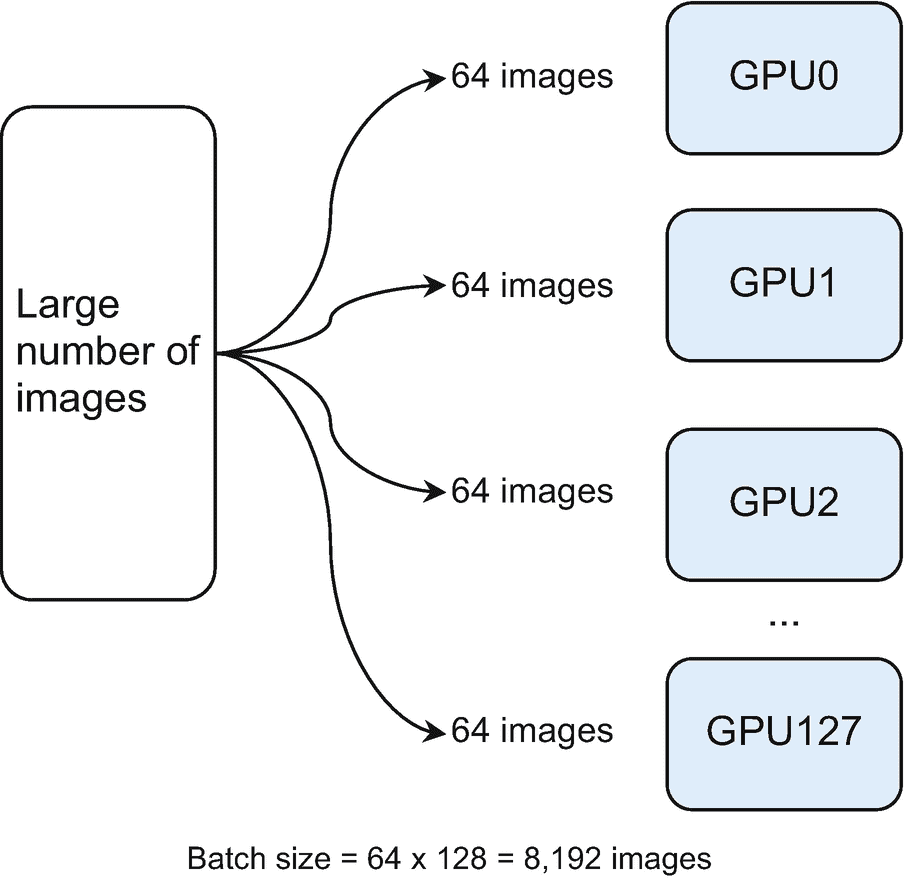 64 images
GPU0
Large
number of
images
64 images
GPU1
64 images
GPU2
...
64 images
GPU127
Batch size = 64 x 128 = 8,192 images